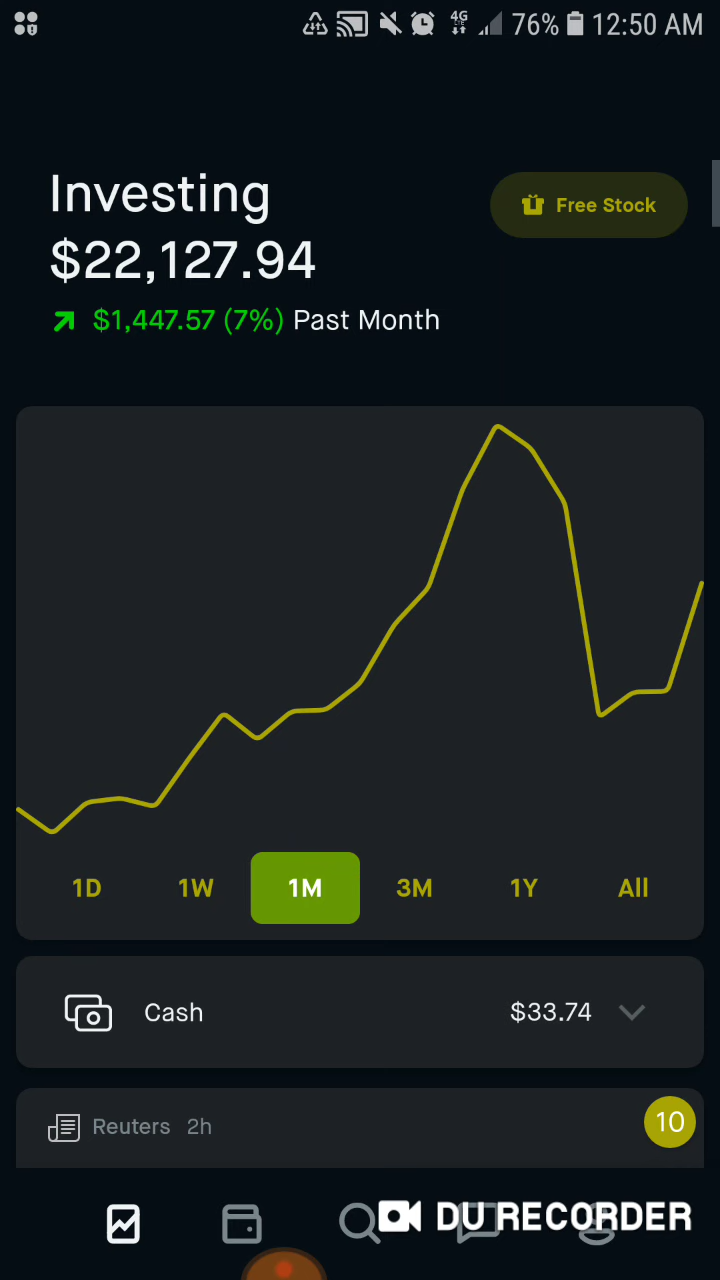 4G 76% 12:50 AM
Investing
$22,127.94
Free Stock
$1,447.57 (7%) Past Month
1D 1W 1M 3M 1Y All
Cash $33.74
Reuters 2h
10
DU RECORDER